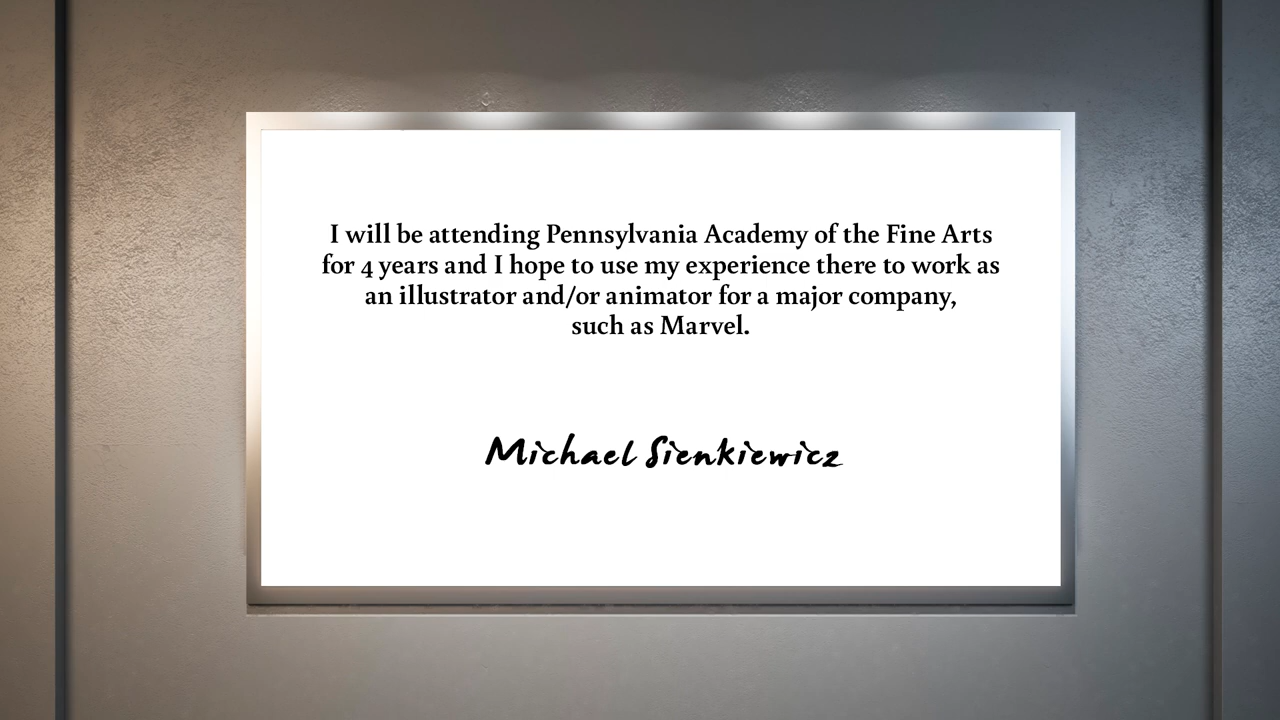 I will be attending Pennsylvania Academy of the Fine Arts
for 4 years and I hope to use my experience there to work as
an illustrator and/or animator for a major company,
such as Marvel.
Michael Sienkiewicz